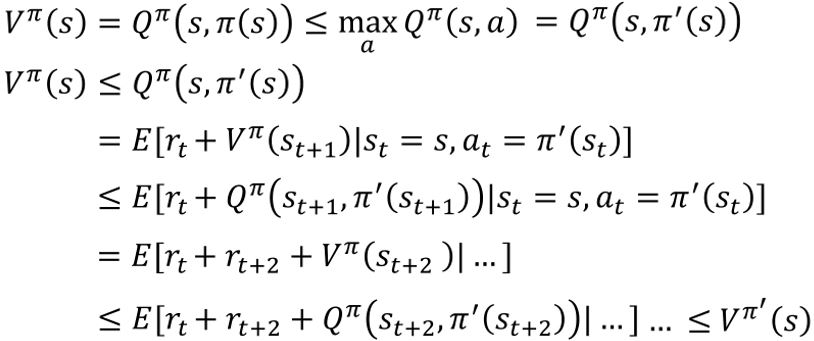 V^π(s) = Q^π(s, π(s)) ≤ max_a Q^π(s, a) = Q^π(s, π′(s))
V^π(s) ≤ Q^π(s, π′(s))
= E[r_t + V^π(s_{t+1})|s_t = s, a_t = π′(s_t)]
≤ E[r_t + Q^π(s_{t+1}, π′(s_{t+1}))|s_t = s, a_t = π′(s_t)]
= E[r_t + r_{t+2} + V^π(s_{t+2})| … ]
≤ E[r_t + r_{t+2} + Q^π(s_{t+2}, π′(s_{t+2}))| … ] … ≤ V^{π′}(s)